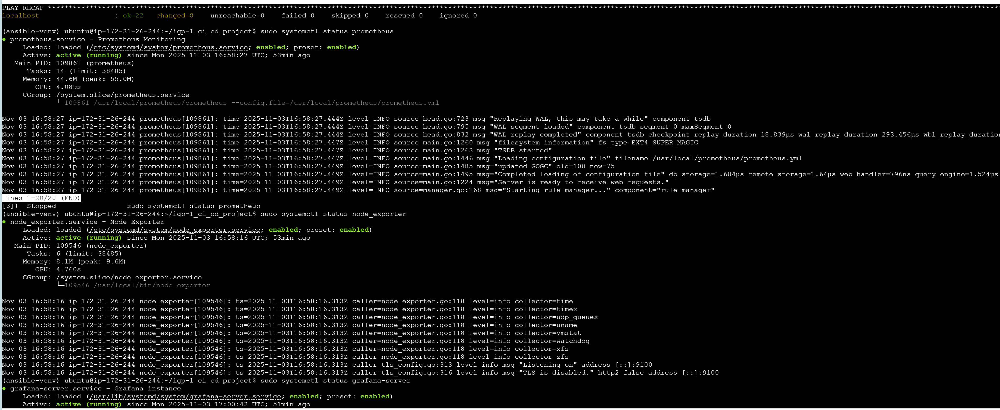 PLAY RECAP ****************************************************************************************************************************************************************************************************************************************
localhost                  : ok=22   changed=8    unreachable=0    failed=0    skipped=0    rescued=0    ignored=0
(ansible-venv) ubuntu@ip-172-31-26-244:~/igp-1_ci_cd_project$ sudo systemctl status prometheus
● prometheus.service - Prometheus Monitoring
     Loaded: loaded (/etc/systemd/system/prometheus.service; enabled; preset: enabled)
     Active: active (running) since Mon 2025-11-03 16:58:27 UTC; 53min ago
   Main PID: 109861 (prometheus)
      Tasks: 14 (limit: 38485)
     Memory: 44.6M (peak: 55.0M)
        CPU: 4.089s
     CGroup: /system.slice/prometheus.service
             └─109861 /usr/local/prometheus/prometheus --config.file=/usr/local/prometheus/prometheus.yml
Nov 03 16:58:27 ip-172-31-26-244 prometheus[109861]: time=2025-11-03T16:58:27.444Z level=INFO source=head.go:723 msg="Replaying WAL, this may take a while" component=tsdb
Nov 03 16:58:27 ip-172-31-26-244 prometheus[109861]: time=2025-11-03T16:58:27.444Z level=INFO source=head.go:795 msg="WAL segment loaded" component=tsdb segment=0 maxSegment=0
Nov 03 16:58:27 ip-172-31-26-244 prometheus[109861]: time=2025-11-03T16:58:27.444Z level=INFO source=head.go:832 msg="WAL replay completed" component=tsdb checkpoint_replay_duration=18.839µs wal_replay_duration=293.456µs wbl_replay_duration
Nov 03 16:58:27 ip-172-31-26-244 prometheus[109861]: time=2025-11-03T16:58:27.447Z level=INFO source=main.go:1260 msg="filesystem information" fs_type=EXT4_SUPER_MAGIC
Nov 03 16:58:27 ip-172-31-26-244 prometheus[109861]: time=2025-11-03T16:58:27.447Z level=INFO source=main.go:1263 msg="TSDB started"
Nov 03 16:58:27 ip-172-31-26-244 prometheus[109861]: time=2025-11-03T16:58:27.447Z level=INFO source=main.go:1446 msg="Loading configuration file" filename=/usr/local/prometheus/prometheus.yml
Nov 03 16:58:27 ip-172-31-26-244 prometheus[109861]: time=2025-11-03T16:58:27.449Z level=INFO source=main.go:1485 msg="updated GOGC" old=100 new=75
Nov 03 16:58:27 ip-172-31-26-244 prometheus[109861]: time=2025-11-03T16:58:27.449Z level=INFO source=main.go:1495 msg="Completed loading of configuration file" db_storage=1.604µs remote_storage=1.64µs web_handler=796ns query_engine=1.524µs
Nov 03 16:58:27 ip-172-31-26-244 prometheus[109861]: time=2025-11-03T16:58:27.449Z level=INFO source=main.go:1224 msg="Server is ready to receive web requests."
Nov 03 16:58:27 ip-172-31-26-244 prometheus[109861]: time=2025-11-03T16:58:27.449Z level=INFO source=manager.go:168 msg="Starting rule manager..." component="rule manager"
lines 1-20/20 (END)
[3]+  Stopped                 sudo systemctl status prometheus
(ansible-venv) ubuntu@ip-172-31-26-244:~/igp-1_ci_cd_project$ sudo systemctl status node_exporter
● node_exporter.service - Node Exporter
     Loaded: loaded (/etc/systemd/system/node_exporter.service; enabled; preset: enabled)
     Active: active (running) since Mon 2025-11-03 16:58:16 UTC; 53min ago
   Main PID: 109546 (node_exporter)
      Tasks: 6 (limit: 38485)
     Memory: 8.1M (peak: 9.6M)
        CPU: 4.760s
     CGroup: /system.slice/node_exporter.service
             └─109546 /usr/local/bin/node_exporter
Nov 03 16:58:16 ip-172-31-26-244 node_exporter[109546]: ts=2025-11-03T16:58:16.313Z caller=node_exporter.go:118 level=info collector=time
Nov 03 16:58:16 ip-172-31-26-244 node_exporter[109546]: ts=2025-11-03T16:58:16.313Z caller=node_exporter.go:118 level=info collector=timex
Nov 03 16:58:16 ip-172-31-26-244 node_exporter[109546]: ts=2025-11-03T16:58:16.313Z caller=node_exporter.go:118 level=info collector=udp_queues
Nov 03 16:58:16 ip-172-31-26-244 node_exporter[109546]: ts=2025-11-03T16:58:16.313Z caller=node_exporter.go:118 level=info collector=uname
Nov 03 16:58:16 ip-172-31-26-244 node_exporter[109546]: ts=2025-11-03T16:58:16.313Z caller=node_exporter.go:118 level=info collector=vmstat
Nov 03 16:58:16 ip-172-31-26-244 node_exporter[109546]: ts=2025-11-03T16:58:16.313Z caller=node_exporter.go:118 level=info collector=watchdog
Nov 03 16:58:16 ip-172-31-26-244 node_exporter[109546]: ts=2025-11-03T16:58:16.313Z caller=node_exporter.go:118 level=info collector=xfs
Nov 03 16:58:16 ip-172-31-26-244 node_exporter[109546]: ts=2025-11-03T16:58:16.313Z caller=node_exporter.go:118 level=info collector=zfs
Nov 03 16:58:16 ip-172-31-26-244 node_exporter[109546]: ts=2025-11-03T16:58:16.313Z caller=tls_config.go:313 level=info msg="Listening on" address=[::]:9100
Nov 03 16:58:16 ip-172-31-26-244 node_exporter[109546]: ts=2025-11-03T16:58:16.313Z caller=tls_config.go:316 level=info msg="TLS is disabled." http2=false address=[::]:9100
(ansible-venv) ubuntu@ip-172-31-26-244:~/igp-1_ci_cd_project$ sudo systemctl status grafana-server
● grafana-server.service - Grafana instance
     Loaded: loaded (/usr/lib/systemd/system/grafana-server.service; enabled; preset: enabled)
     Active: active (running) since Mon 2025-11-03 17:00:42 UTC; 51min ago